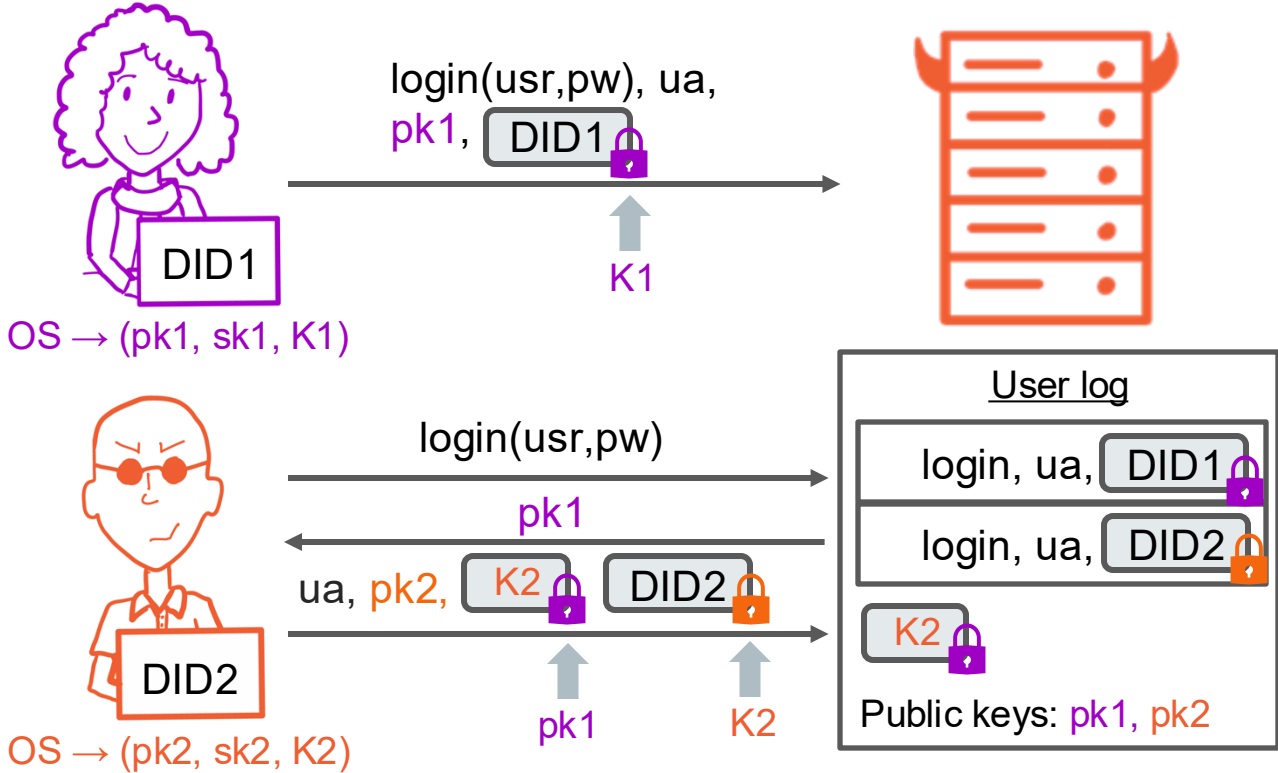 login(usr,pw), ua,
pk1, DID1
K1
DID1
OS → (pk1, sk1, K1)
login(usr,pw)
pk1
ua, pk2, K2 DID2
pk1 K2
DID2
OS → (pk2, sk2, K2)
User log
login, ua, DID1
login, ua, DID2
K2
Public keys: pk1, pk2